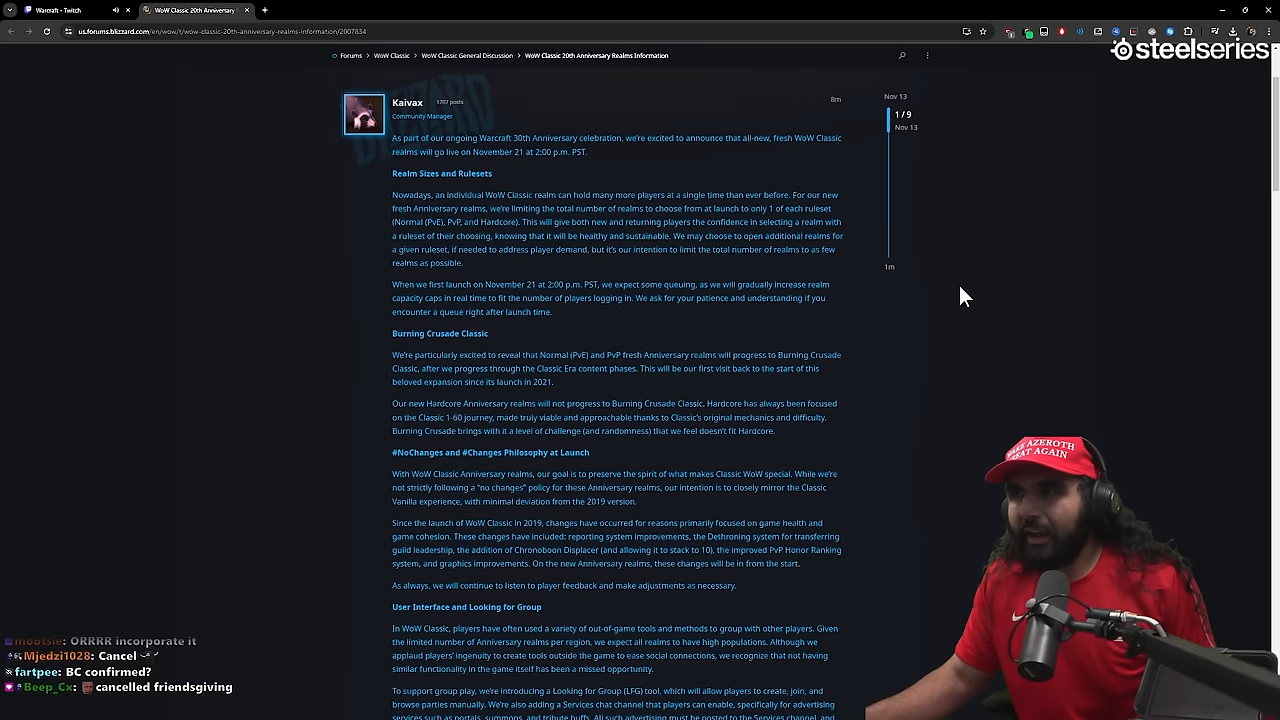 Warcraft - Twitch
WoW Classic 20th Anniversary
us.forums.blizzard.com/en/wow/t/wow-classic-20th-anniversary-realms-information/2007834
steelseries
Forums > WoW Classic > WoW Classic General Discussion > WoW Classic 20th Anniversary Realms Information
Kaivax 1787 posts
8m
Community Manager
Nov 13
1 / 9
Nov 13
1m
As part of our ongoing Warcraft 30th Anniversary celebration, we're excited to announce that all-new, fresh WoW Classic
realms will go live on November 21 at 2:00 p.m. PST.
Realm Sizes and Rulesets
Nowadays, an individual WoW Classic realm can hold many more players at a single time than ever before. For our new
fresh Anniversary realms, we're limiting the total number of realms to choose from at launch to only 1 of each ruleset
(Normal (PvE), PvP, and Hardcore). This will give both new and returning players the confidence in selecting a realm with
a ruleset of their choosing, knowing that it will be healthy and sustainable. We may choose to open additional realms for
a given ruleset, if needed to address player demand, but it's our intention to limit the total number of realms to as few
realms as possible.
When we first launch on November 21 at 2:00 p.m. PST, we expect some queuing, as we will gradually increase realm
capacity caps in real time to fit the number of players logging in. We ask for your patience and understanding if you
encounter a queue right after launch time.
Burning Crusade Classic
We're particularly excited to reveal that Normal (PvE) and PvP fresh Anniversary realms will progress to Burning Crusade
Classic, after we progress through the Classic Era content phases. This will be our first visit back to the start of this
beloved expansion since its launch in 2021.
Our new Hardcore Anniversary realms will not progress to Burning Crusade Classic. Hardcore has always been focused
on the Classic 1-60 journey, made truly viable and approachable thanks to Classic's original mechanics and difficulty.
Burning Crusade brings with it a level of challenge (and randomness) that we feel doesn't fit Hardcore.
#NoChanges and #Changes Philosophy at Launch
With WoW Classic Anniversary realms, our goal is to preserve the spirit of what makes Classic WoW special. While we're
not strictly following a "no changes" policy for these Anniversary realms, our intention is to closely mirror the Classic
Vanilla experience, with minimal deviation from the 2019 version.
Since the launch of WoW Classic in 2019, changes have occurred for reasons primarily focused on game health and
game cohesion. These changes have included: reporting system improvements, the Dethroning system for transferring
guild leadership, the addition of Chronoboon Displacer (and allowing it to stack to 10), the improved PvP Honor Ranking
system, and graphics improvements. On the new Anniversary realms, these changes will be in from the start.
As always, we will continue to listen to player feedback and make adjustments as necessary.
User Interface and Looking for Group
In WoW Classic, players have often used a variety of out-of-game tools and methods to group with other players. Given
the limited number of Anniversary realms per region, we expect all realms to have high populations. Although we
applaud players' ingenuity to create tools outside the game to ease social connections, we recognize that not having
similar functionality in the game itself has been a missed opportunity.
To support group play, we're introducing a Looking for Group (LFG) tool, which will allow players to create, join, and
browse parties manually. We're also adding a Services chat channel that players can enable, specifically for advertising
services such as portals, summons, and tribute buffs. All such advertising must be posted to the Services channel, and
AZEROTH
GREAT AGAIN
mootsie: ORRRR incorporate it
Mjedzi1028: Cancel
fartpee: BC confirmed?
Beep_Cx: cancelled friendsgiving